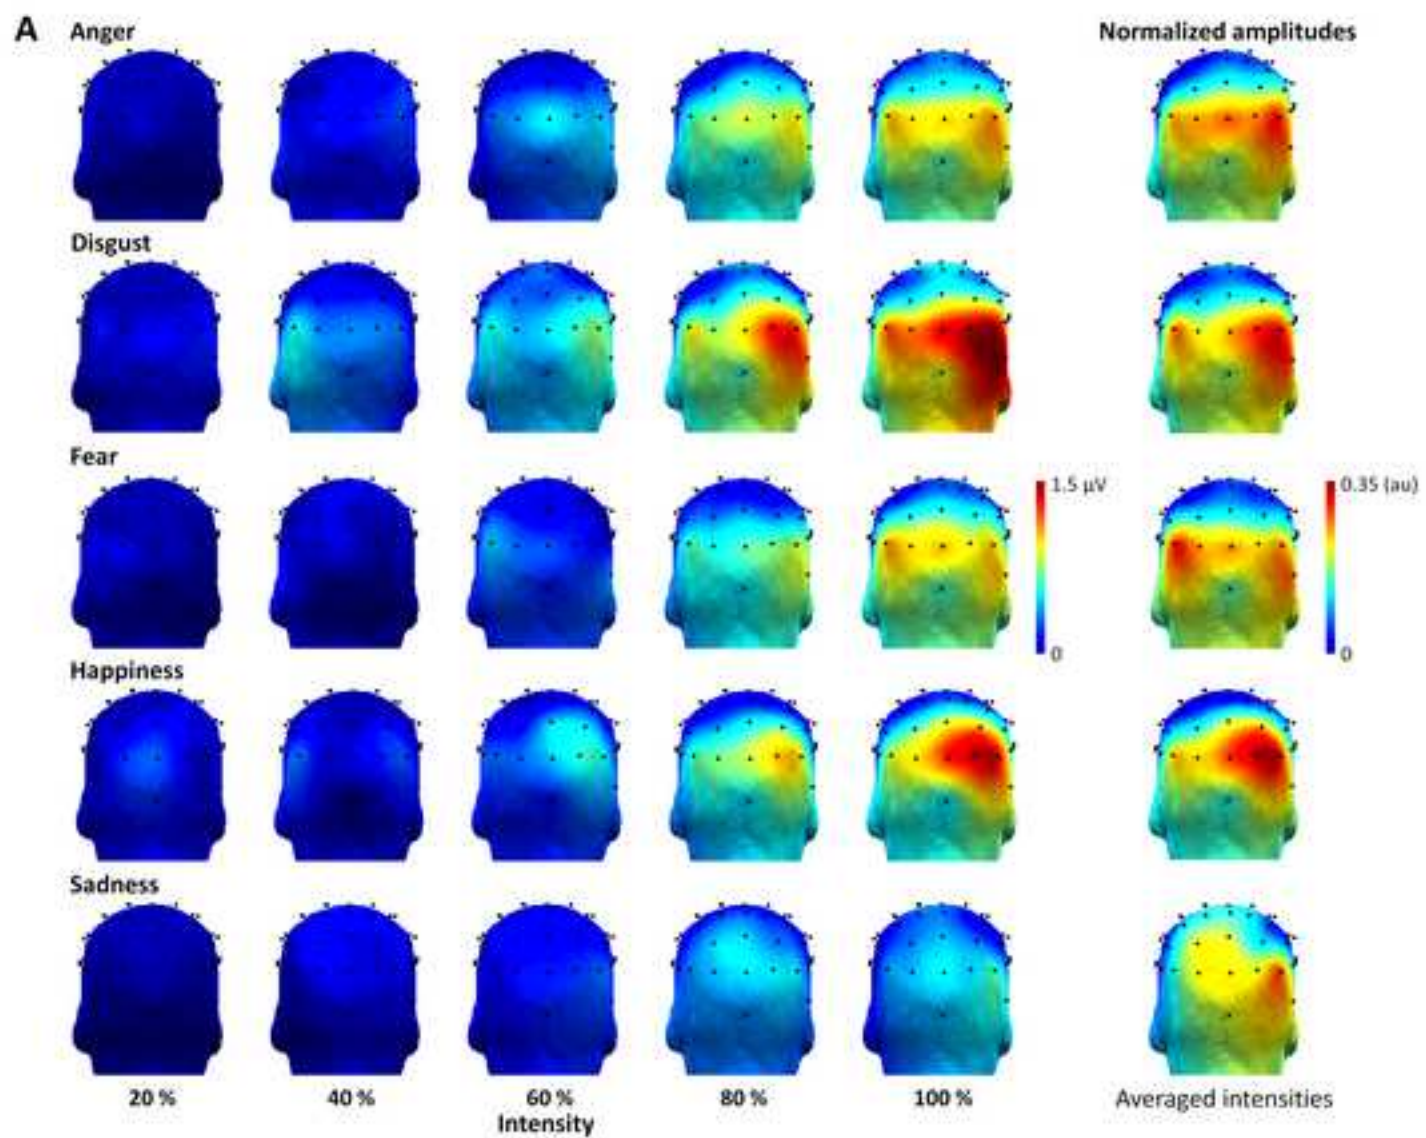 A
Anger
Normalized amplitudes
Disgust
Fear
1.5 µV
0
0.35 (au)
0
Happiness
Sadness
20 %
40 %
60 %
80 %
100 %
Averaged intensities
Intensity